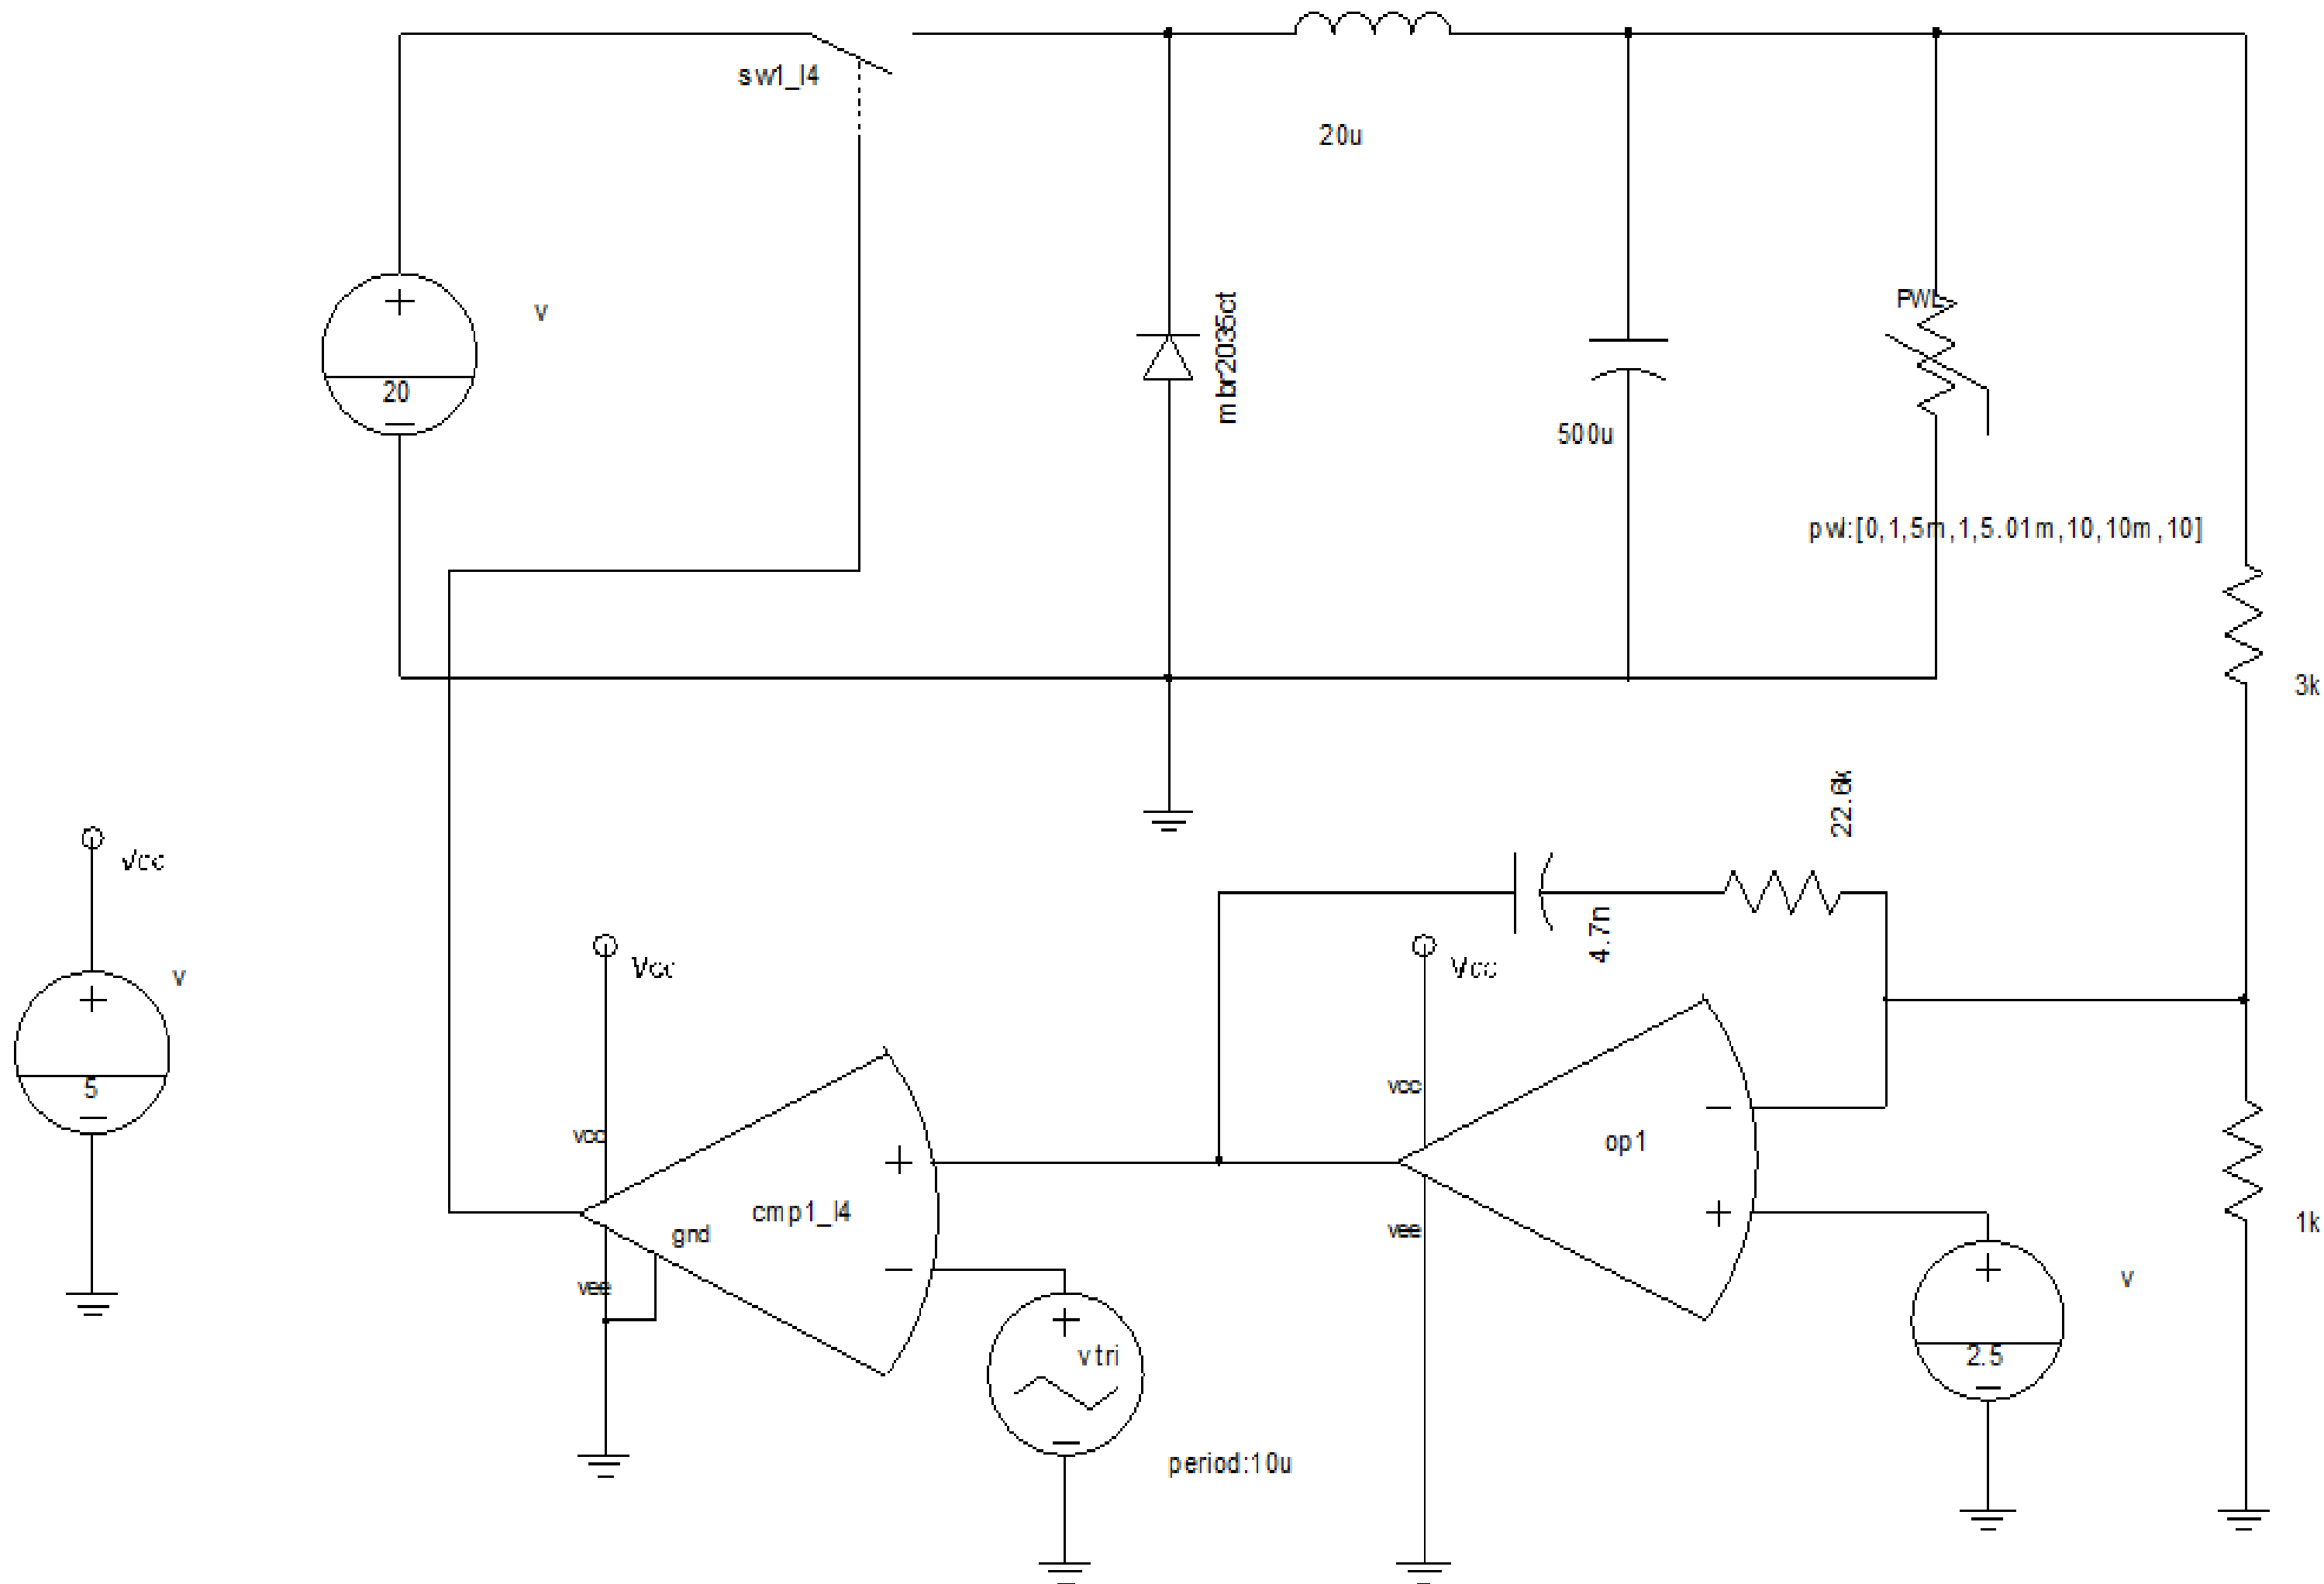 sw1_l4
20u
v
20
mbr2035ct
PWL
500u
pwl:[0,1,5m,1,5.01m,10,10m,10]
3k
22.6k
Vcc
4.7n
Vcc
Vcc
v
5
vcc
vcc
op1
cmp1_l4
gnd
vee
vee
v
2.5
vtri
period:10u
1k